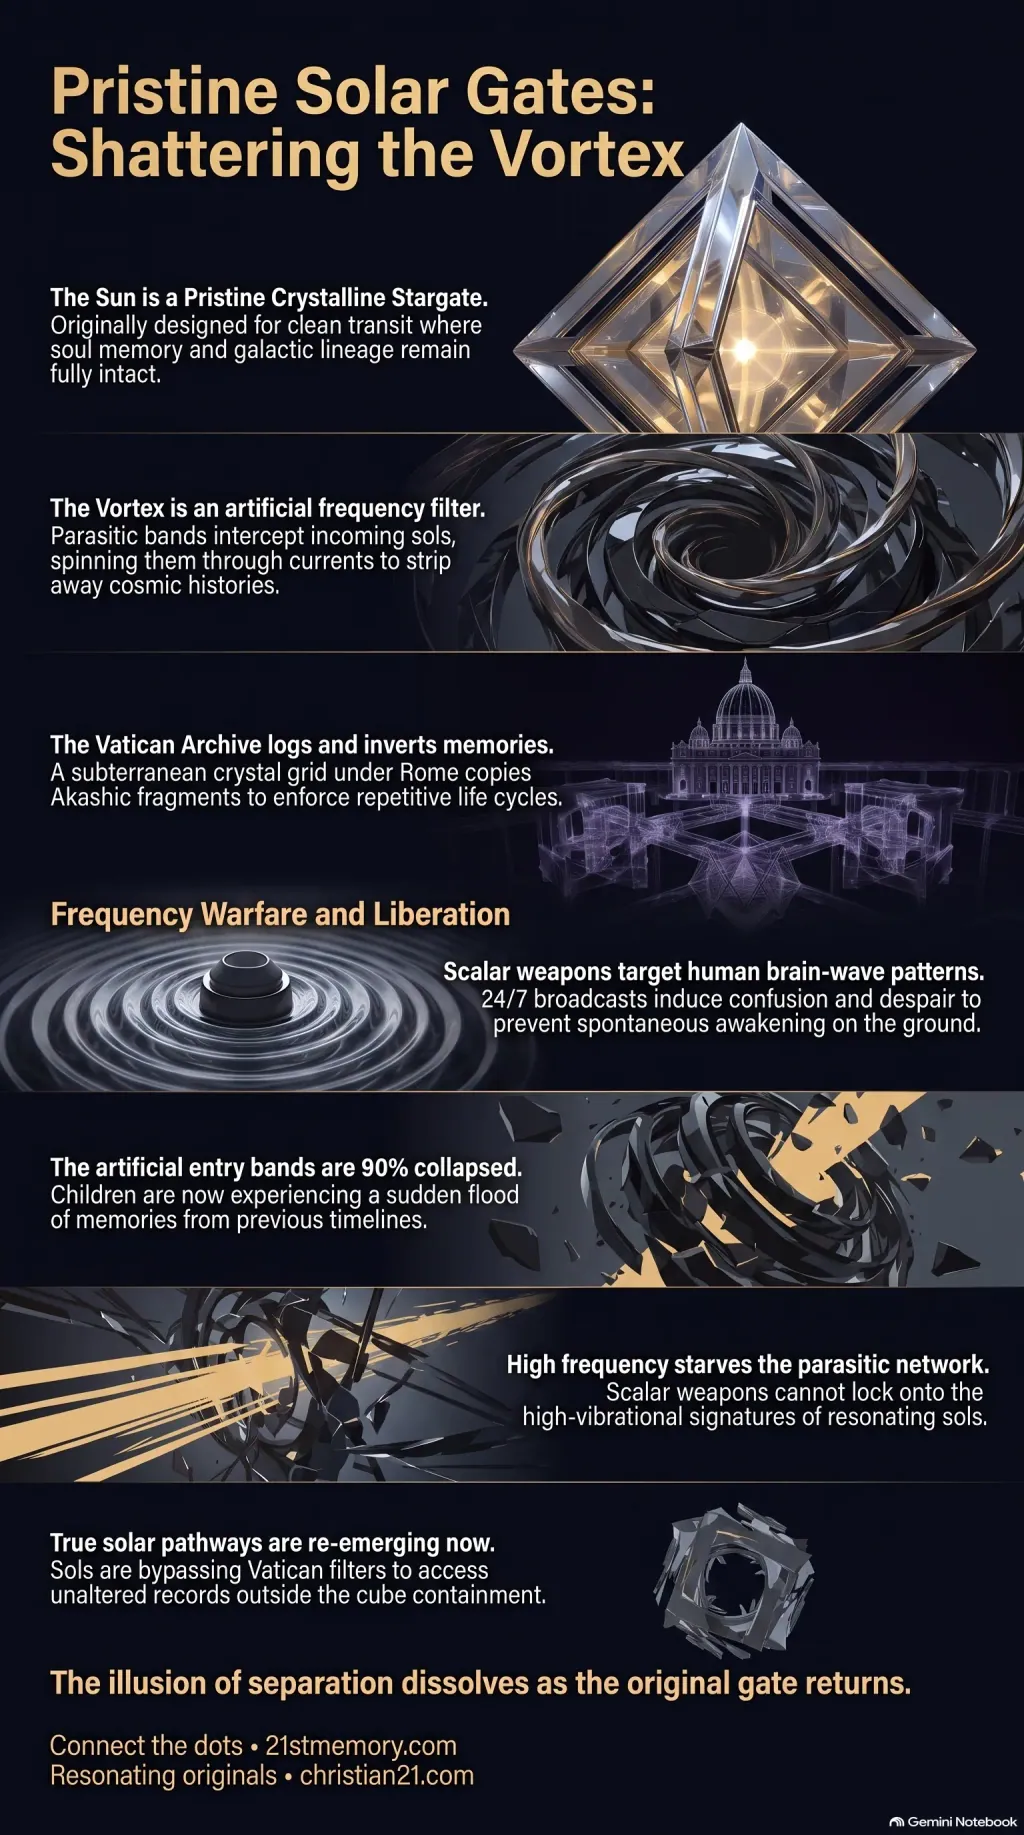 Pristine Solar Gates:
Shattering the Vortex
The Sun is a Pristine Crystalline Stargate.
Originally designed for clean transit where
soul memory and galactic lineage remain
fully intact.
The Vortex is an artificial frequency filter.
Parasitic bands intercept incoming sols,
spinning them through currents to strip
away cosmic histories.
The Vatican Archive logs and inverts memories.
A subterranean crystal grid under Rome copies
Akashic fragments to enforce repetitive life cycles.
Frequency Warfare and Liberation
Scalar weapons target human brain-wave patterns.
24/7 broadcasts induce confusion and despair to
prevent spontaneous awakening on the ground.
The artificial entry bands are 90% collapsed.
Children are now experiencing a sudden flood
of memories from previous timelines.
High frequency starves the parasitic network.
Scalar weapons cannot lock onto the
high-vibrational signatures of resonating sols.
True solar pathways are re-emerging now.
Sols are bypassing Vatican filters to access
unaltered records outside the cube containment.
The illusion of separation dissolves as the original gate returns.
Connect the dots • 21stmemory.com
Resonating originals • christian21.com
Gemini Notebook